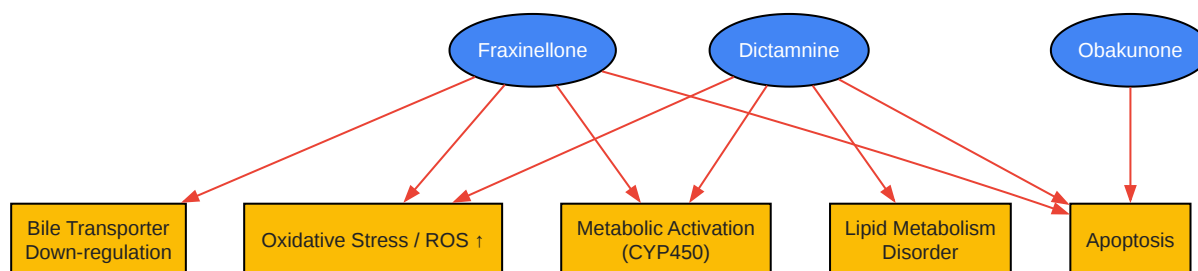 Fraxinellone
Dictamnine
Obakunone
Bile Transporter
Down-regulation
Oxidative Stress / ROS ↑
Metabolic Activation
(CYP450)
Lipid Metabolism
Disorder
Apoptosis